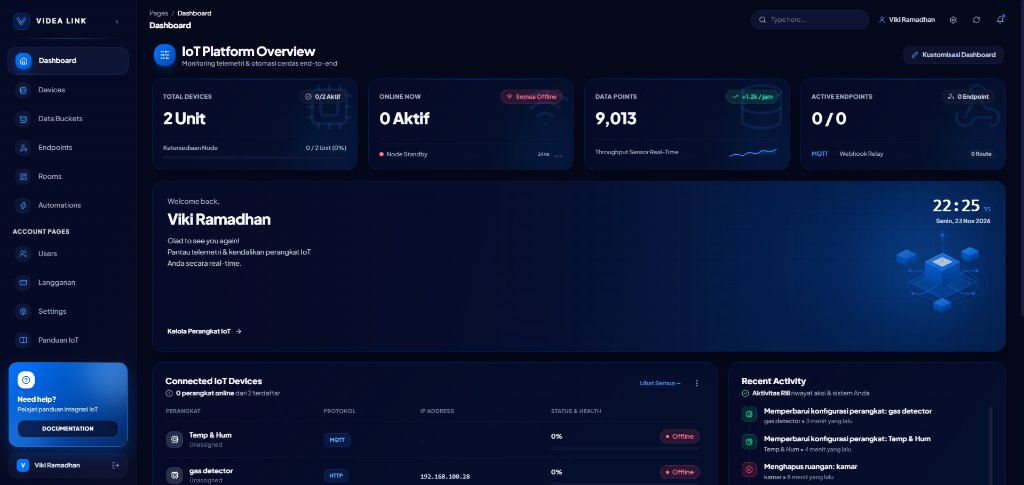 VIDEA LINK
Dashboard
Devices
Data Buckets
Endpoints
Rooms
Automations
ACCOUNT PAGES
Users
Langganan
Settings
Panduan IoT
Need help?
Pelajari panduan integrasi IoT
DOCUMENTATION
V Viki Ramadhan
Pages / Dashboard
Dashboard
Type here...
Viki Ramadhan
IoT Platform Overview
Monitoring telemetri & otomasi cerdas end-to-end
Kustomisasi Dashboard
TOTAL DEVICES
0/2 Aktif
2 Unit
Ketersediaan Node
0 / 2 Unit (0%)
ONLINE NOW
Semua Offline
0 Aktif
Node Standby
DATA POINTS
+1.2k / jam
9,013
Throughput Sensor Real-Time
ACTIVE ENDPOINTS
0 Endpoint
0 / 0
MQTT
Webhook Relay
0 Route
Welcome back,
Viki Ramadhan
Glad to see you again!
Pantau telemetri & kendalikan perangkat IoT
Anda secara real-time.
Kelola Perangkat IoT →
22:25 35
Senin, 23 Nov 2026
Connected IoT Devices
0 perangkat online dari 2 terdaftar
Lihat Semua
PERANGKAT PROTOKOL IP ADDRESS STATUS & HEALTH
Temp & Hum
Unassigned
MQTT
0%
Offline
gas detector
Unassigned
HTTP
192.168.100.28
0%
Offline
Recent Activity
Aktivitas Riil riwayat aksi & sistem Anda
Memperbarui konfigurasi perangkat: gas detector
gas detector • 3 menit yang lalu
Memperbarui konfigurasi perangkat: Temp & Hum
Temp & Hum • 4 menit yang lalu
Menghapus ruangan: kamar
kamar • 8 menit yang lalu